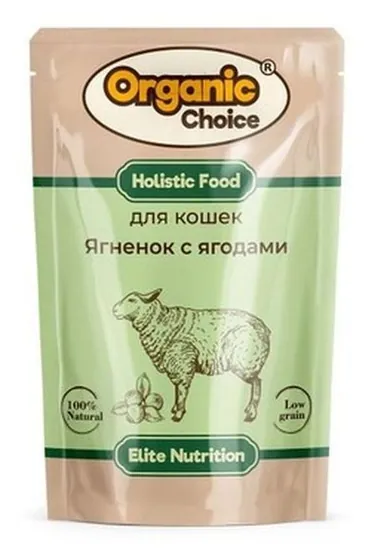 Organic®
Choice
Holistic Food
для кошек
Ягненок с ягодами
100%
Natural
Low
grain
Elite Nutrition